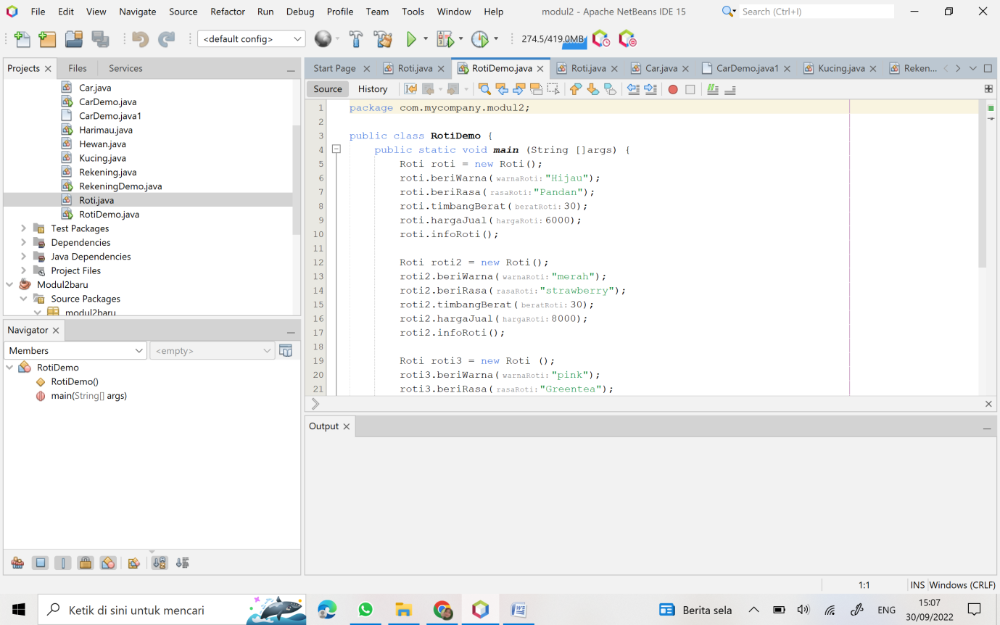 File Edit View Navigate Source Refactor Run Debug Profile Team Tools Window Help modul2 - Apache NetBeans IDE 15 Search (Ctrl+I)
<default config> 274.5/419.0MB
Projects Files Services
Car.java
CarDemo.java
CarDemo.java1
Harimau.java
Hewan.java
Kucing.java
Rekening.java
RekeningDemo.java
Roti.java
RotiDemo.java
Test Packages
Dependencies
Java Dependencies
Project Files
Modul2baru
Source Packages
modul2baru
Start Page Roti.java RotiDemo.java Roti.java Car.java CarDemo.java1 Kucing.java Reken...
Source History
1 package com.mycompany.modul2;
2
3 public class RotiDemo {
4 public static void main (String []args) {
5 Roti roti = new Roti();
6 roti.beriWarna( warnaRoti: "Hijau");
7 roti.beriRasa( rasaRoti: "Pandan");
8 roti.timbangBerat( beratRoti: 30);
9 roti.hargaJual( hargaRoti: 6000);
10 roti.infoRoti();
11
12 Roti roti2 = new Roti();
13 roti2.beriWarna( warnaRoti: "merah");
14 roti2.beriRasa( rasaRoti: "strawberry");
15 roti2.timbangBerat( beratRoti: 30);
16 roti2.hargaJual( hargaRoti: 8000);
17 roti2.infoRoti();
18
19 Roti roti3 = new Roti ();
20 roti3.beriWarna( warnaRoti: "pink");
21 roti3.beriRasa( rasaRoti: "Greentea");
Navigator
Members <empty>
RotiDemo
RotiDemo()
main(String[] args)
Output
1:1 INS Windows (CRLF)
Ketik di sini untuk mencari Berita sela ENG 15:07
30/09/2022